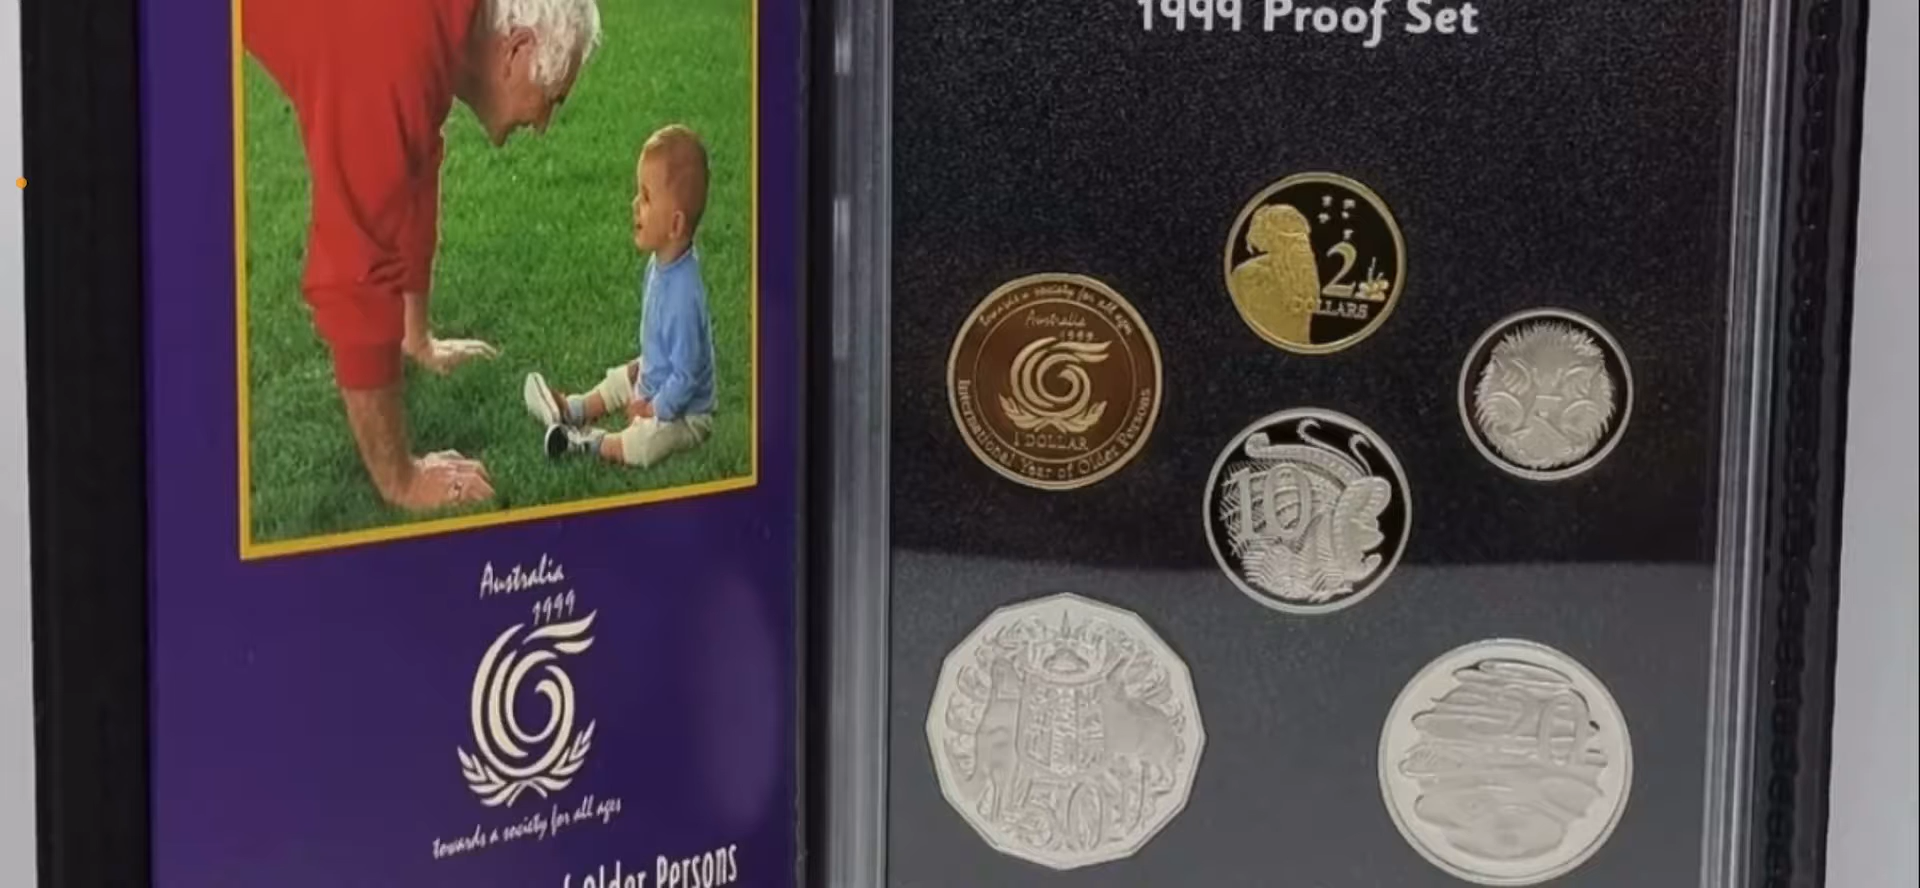 1999 Proof Set
2
DOLLARS
towards a society for all ages
Australia
1999
1 DOLLAR
International Year of Older Persons
5
10
50
20
Australia
1999
towards a society for all ages
Older Persons